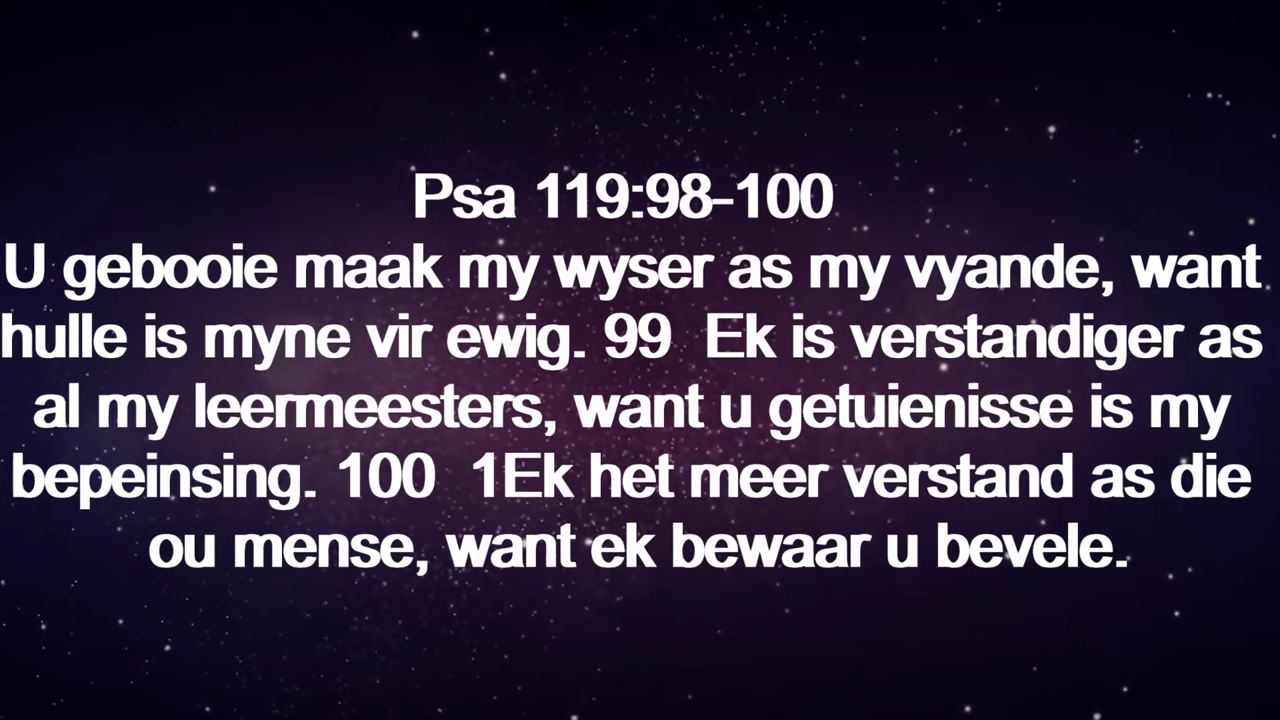 Psa 119:98-100
U gebooie maak my wyser as my vyande, want
hulle is myne vir ewig. 99  Ek is verstandiger as
al my leermeesters, want u getuienisse is my
bepeinsing. 100  1Ek het meer verstand as die
ou mense, want ek bewaar u bevele.